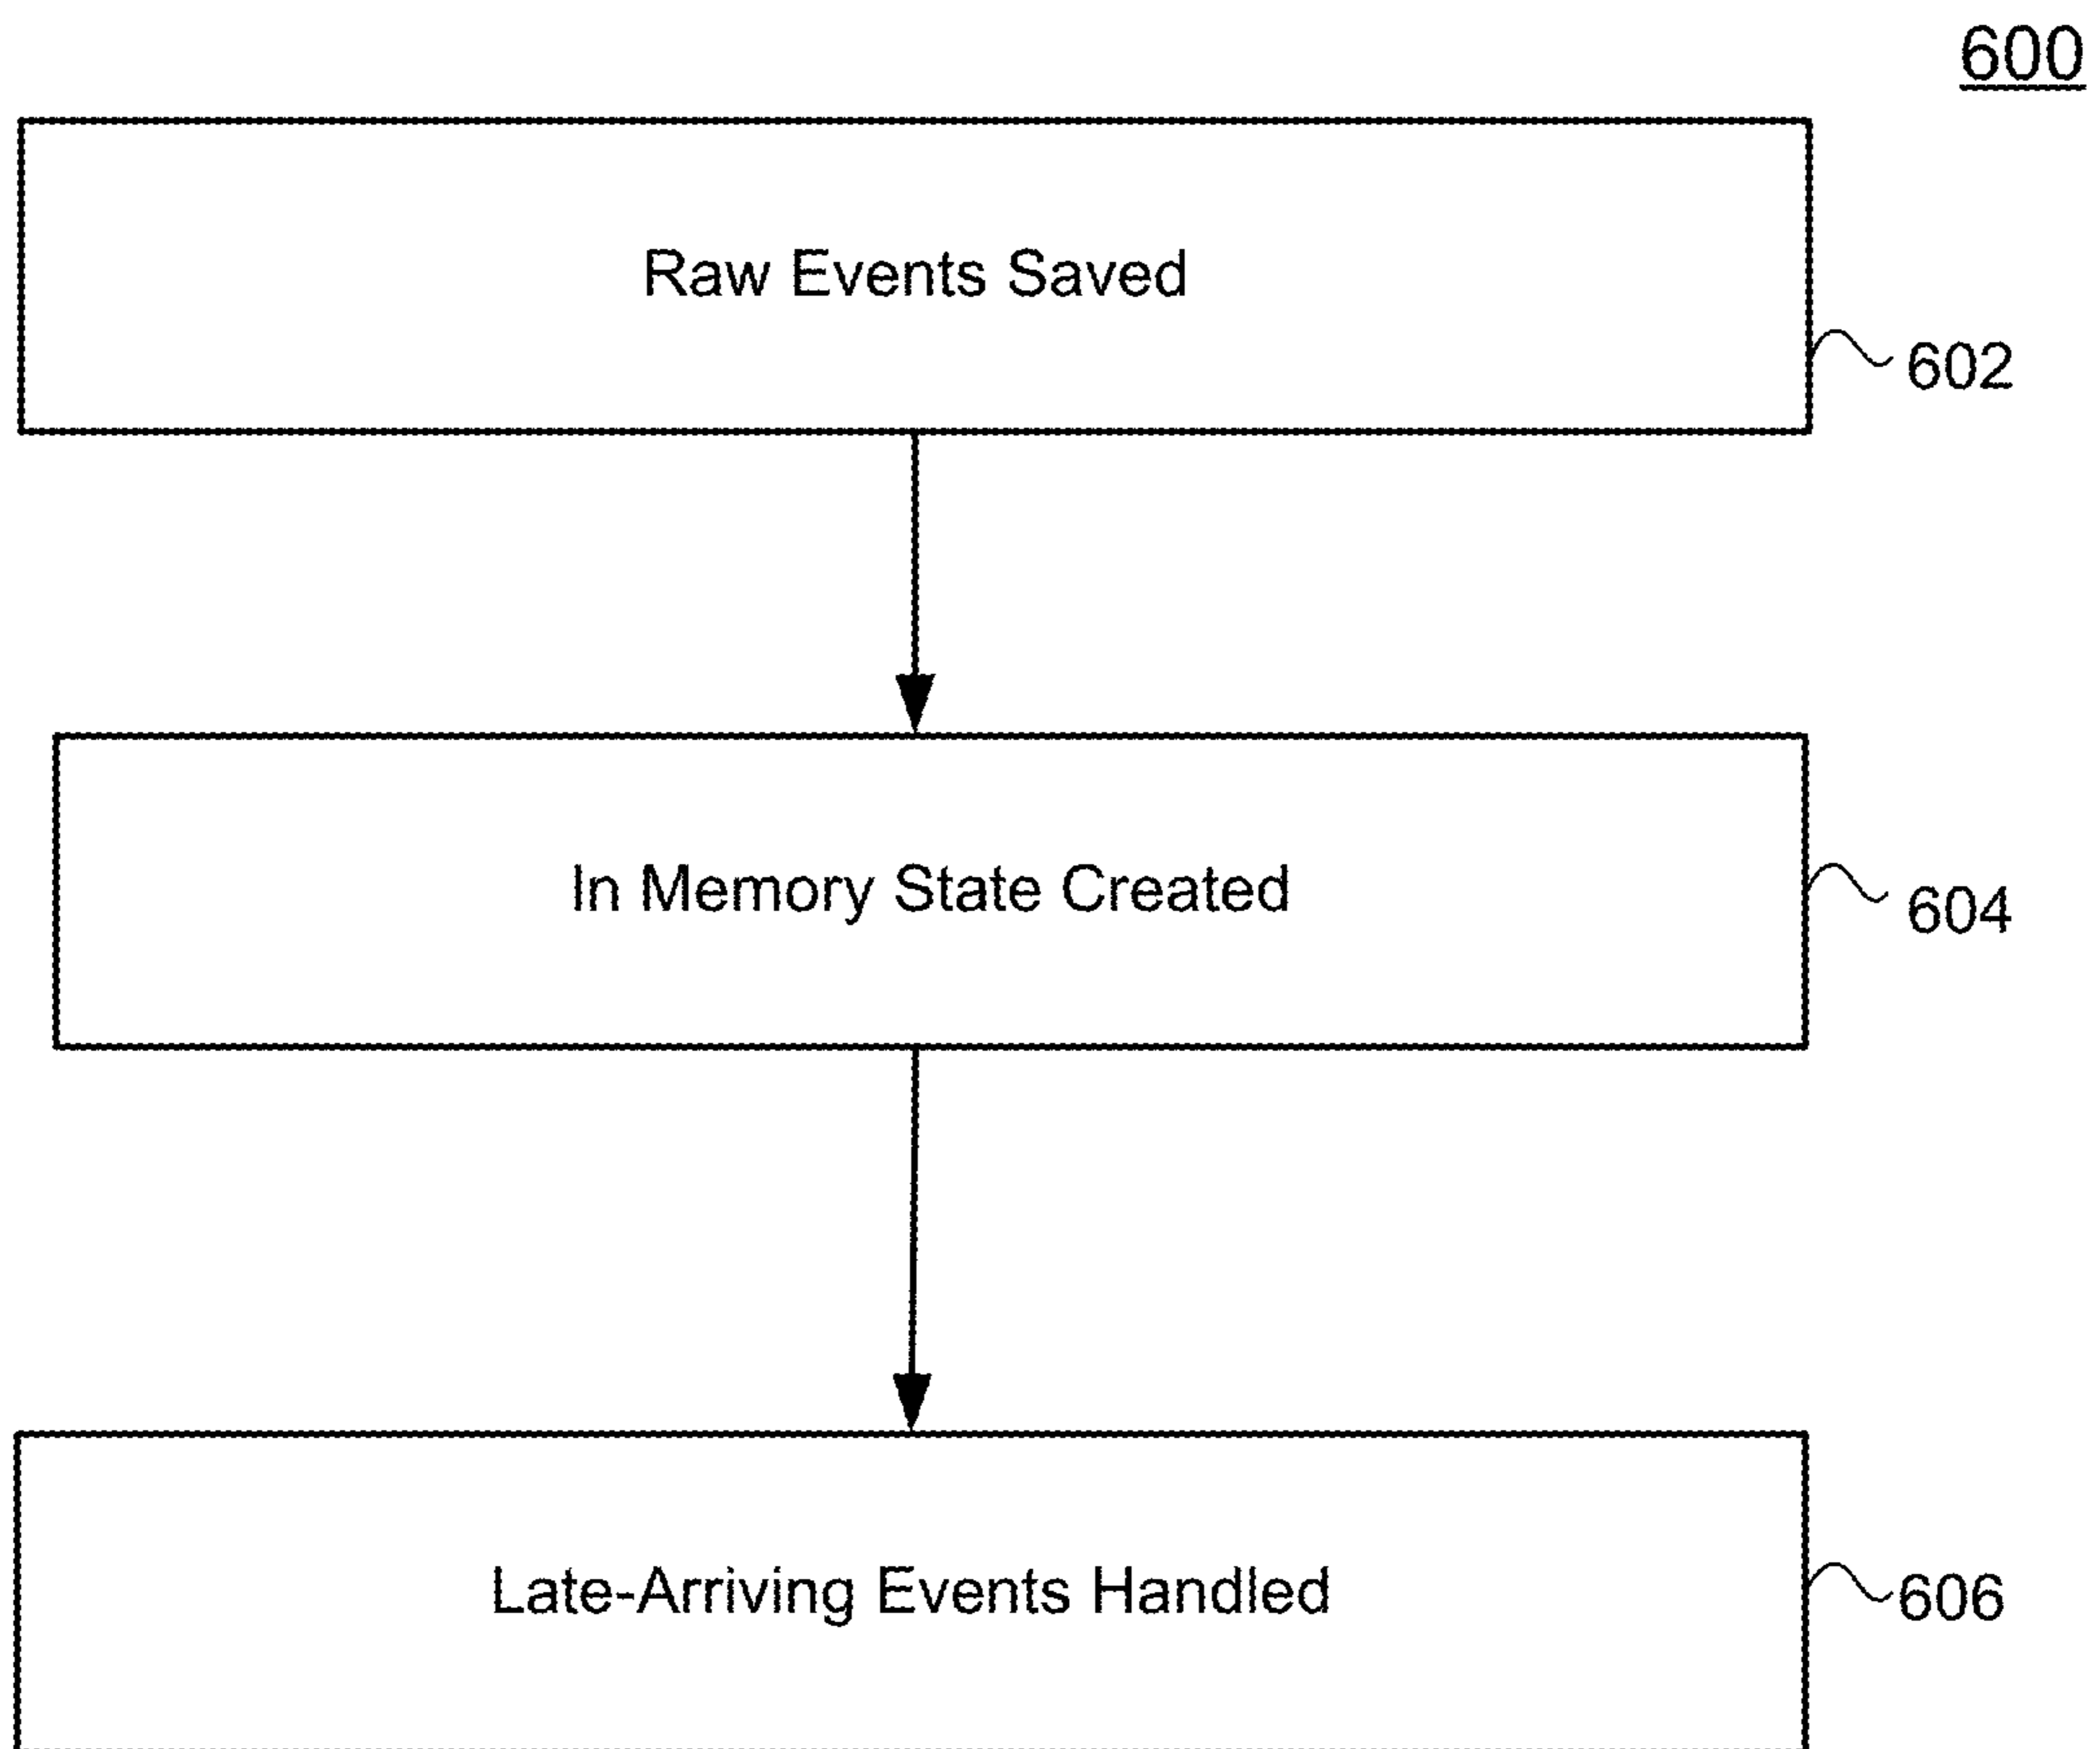 600
Raw Events Saved
602
In Memory State Created
604
Late-Arriving Events Handled
606